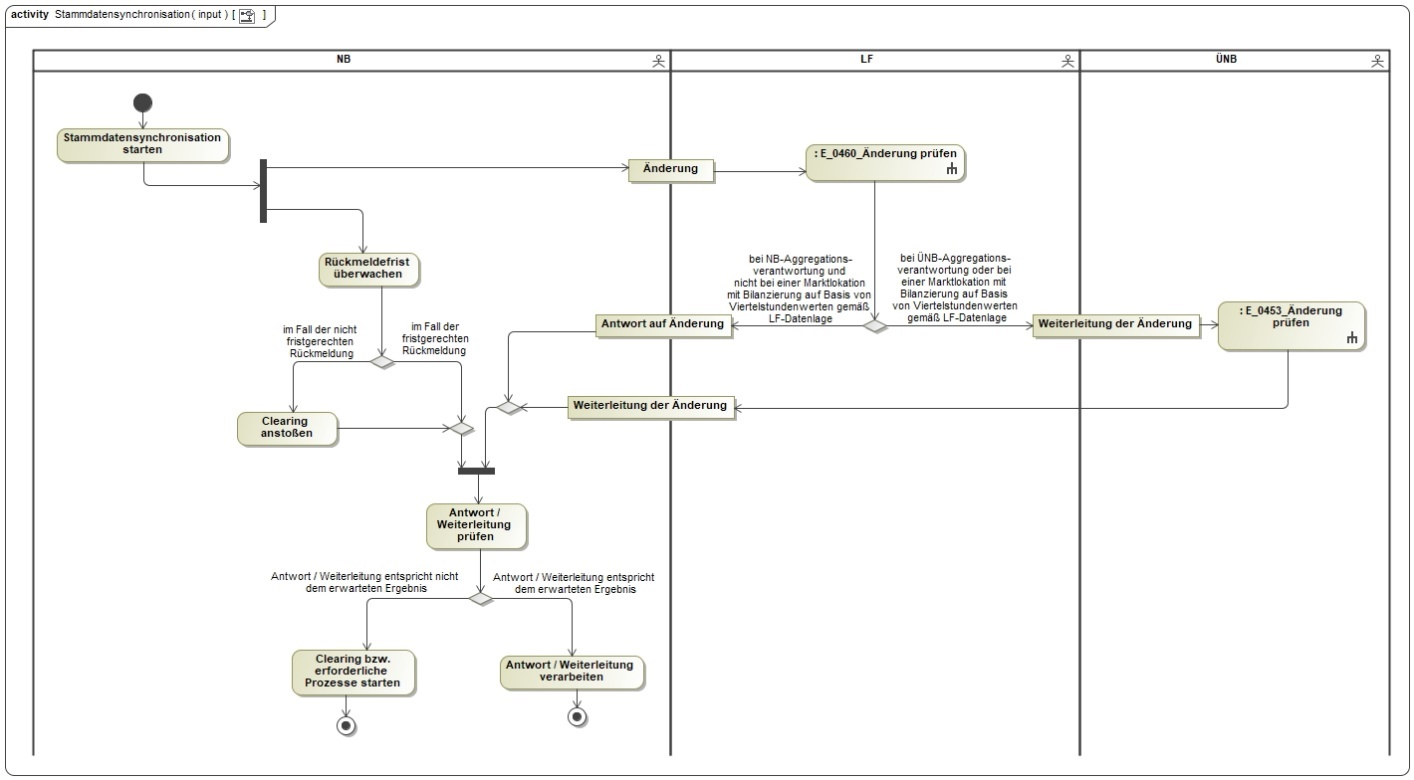 activity Stammdatensynchronisation ( input ) [ ]
NB
LF
ÜNB
Stammdatensynchronisation
starten
Änderung
: E_0460_Änderung prüfen
Rückmeldefrist
überwachen
bei NB-Aggregations-
verantwortung und
nicht bei einer Marktlokation
mit Bilanzierung auf Basis von
Viertelstundenwerten gemäß
LF-Datenlage
bei ÜNB-Aggregations-
verantwortung oder bei
einer Marktlokation mit
Bilanzierung auf Basis
von Viertelstundenwerten
gemäß LF-Datenlage
Antwort auf Änderung
Weiterleitung der Änderung
: E_0453_Änderung
prüfen
im Fall der nicht
fristgerechten
Rückmeldung
im Fall der
fristgerechten
Rückmeldung
Weiterleitung der Änderung
Clearing
anstoßen
Antwort /
Weiterleitung
prüfen
Antwort / Weiterleitung entspricht nicht
dem erwarteten Ergebnis
Antwort / Weiterleitung entspricht
dem erwarteten Ergebnis
Clearing bzw.
erforderliche
Prozesse starten
Antwort / Weiterleitung
verarbeiten